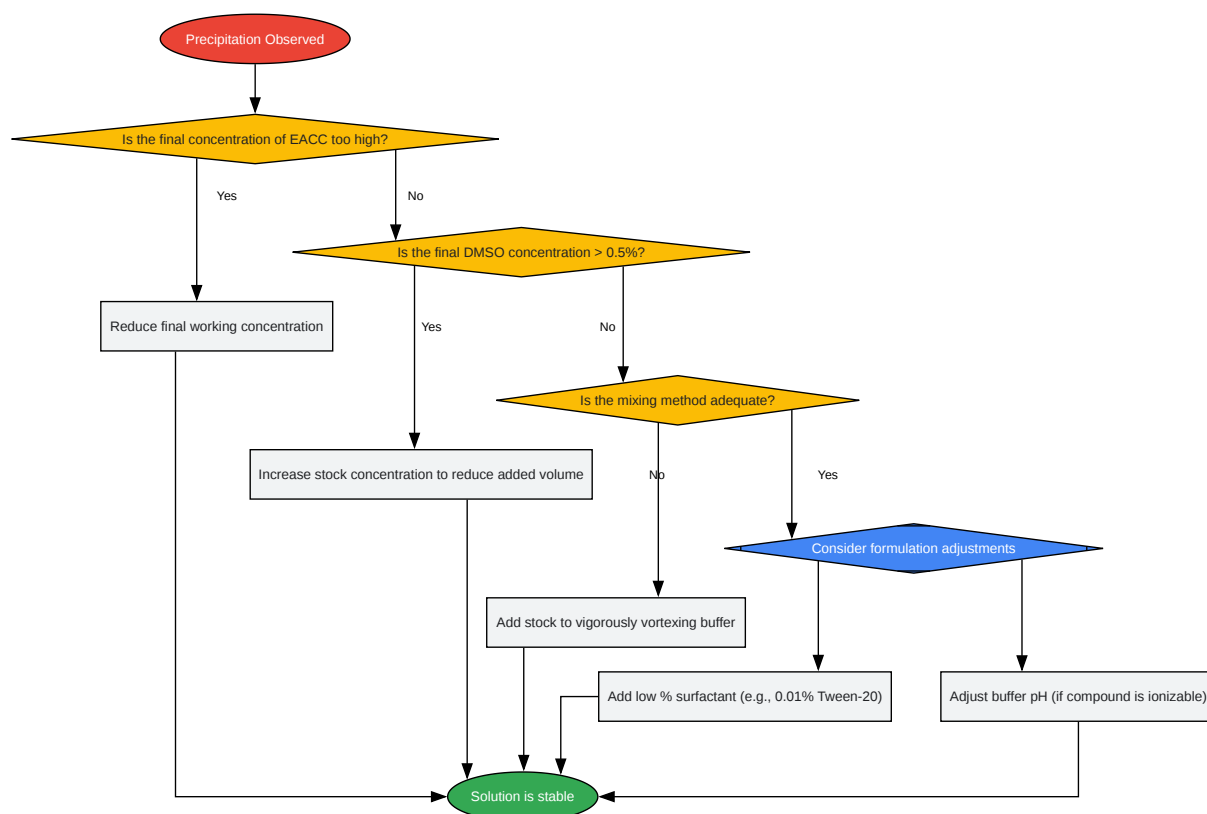 Precipitation Observed
Is the final concentration of EACC too high?
Yes
No
Is the final DMSO concentration > 0.5%?
Reduce final working concentration
Yes
No
Is the mixing method adequate?
Increase stock concentration to reduce added volume
No
Yes
Consider formulation adjustments
Add stock to vigorously vortexing buffer
Add low % surfactant (e.g., 0.01% Tween-20)
Adjust buffer pH (if compound is ionizable)
Solution is stable